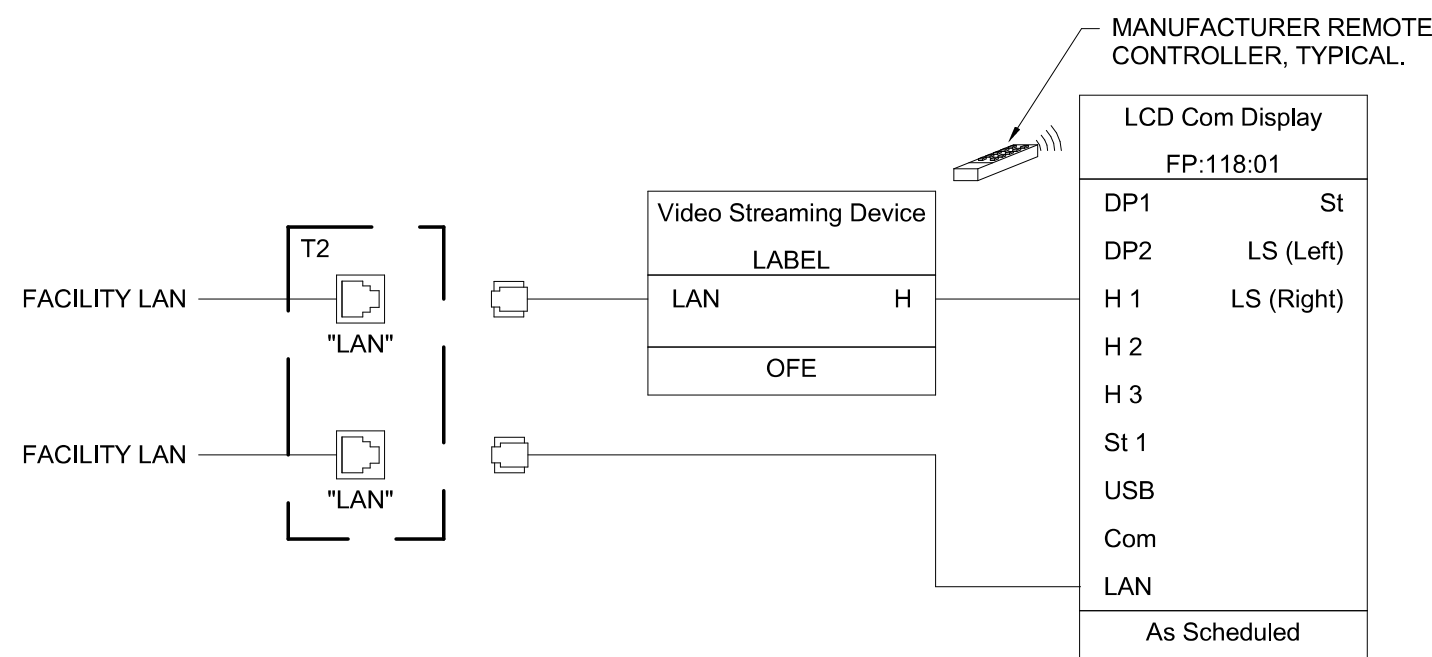 MANUFACTURER REMOTE
CONTROLLER, TYPICAL.
LCD Com Display
FP:118:01
DP1 St
DP2 LS (Left)
H 1 LS (Right)
H 2
H 3
St 1
USB
Com
LAN
As Scheduled
Video Streaming Device
LABEL
LAN H
OFE
T2
FACILITY LAN
"LAN"
FACILITY LAN
"LAN"